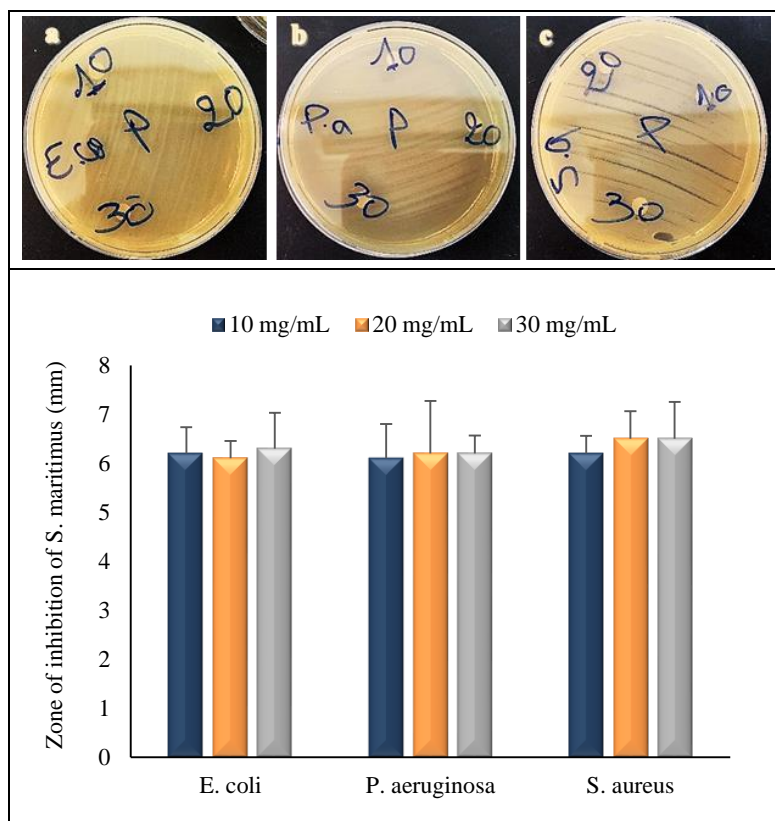 a
10
20
P
E.co
30
b
10
P.a
P
20
30
c
20
10
P
S.a
30
10 mg/mL 20 mg/mL 30 mg/mL
Zone of inhibition of S. maritimus (mm)
8
7
6
5
4
3
2
1
0
E. coli P. aeruginosa S. aureus